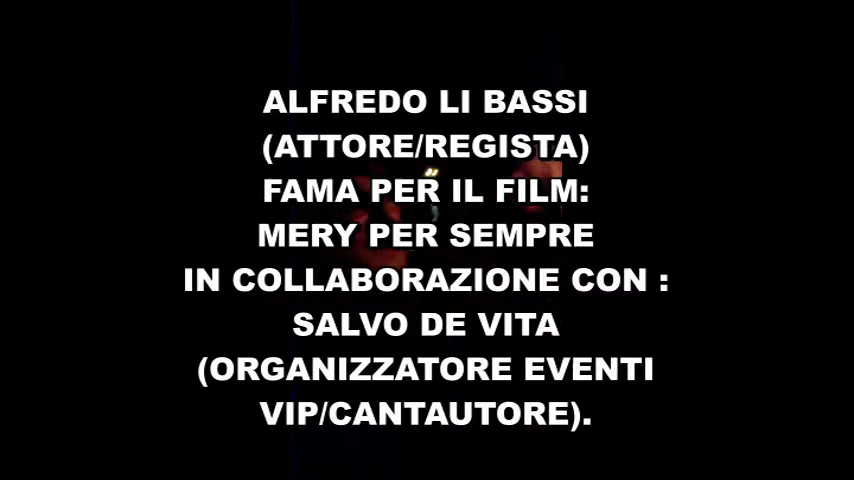 ALFREDO LI BASSI
(ATTORE/REGISTA)
FAMA PER IL FILM:
MERY PER SEMPRE
IN COLLABORAZIONE CON :
SALVO DE VITA
(ORGANIZZATORE EVENTI
VIP/CANTAUTORE).